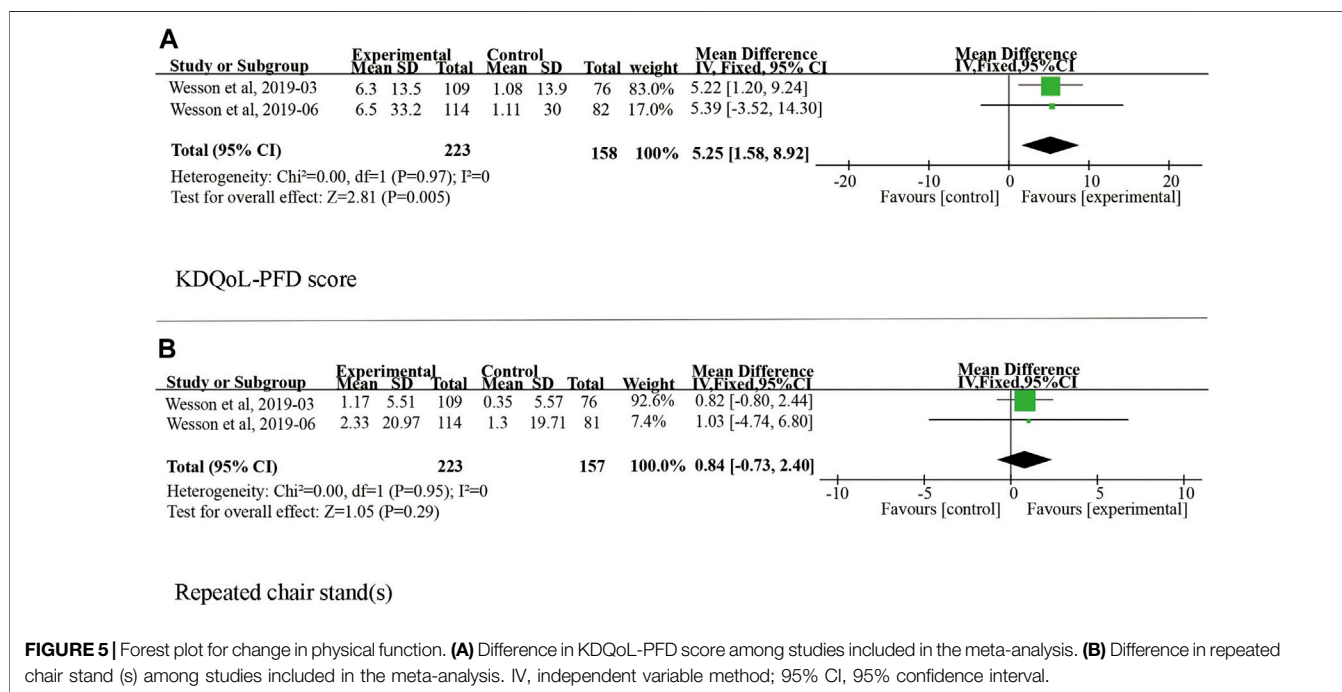 A
Experimental Control Mean Difference Mean Difference
Study or Subgroup Mean SD Total Mean SD Total weight IV, Fixed, 95% CI IV,Fixed,95%CI
Wesson et al, 2019-03 6.3 13.5 109 1.08 13.9 76 83.0% 5.22 [1.20, 9.24]
Wesson et al, 2019-06 6.5 33.2 114 1.11 30 82 17.0% 5.39 [-3.52, 14.30]
Total (95% CI) 223 158 100% 5.25 [1.58, 8.92]
Heterogeneity: Chi²=0.00, df=1 (P=0.97); I²=0
Test for overall effect: Z=2.81 (P=0.005)
-20 -10 0 10 20
Favours [control] Favours [experimental]
KDQoL-PFD score
B
Experimental Control Mean Difference Mean Difference
Study or Subgroup Mean SD Total Mean SD Total Weight IV,Fixed,95%CI IV,Fixed,95%CI
Wesson et al, 2019-03 1.17 5.51 109 0.35 5.57 76 92.6% 0.82 [-0.80, 2.44]
Wesson et al, 2019-06 2.33 20.97 114 1.3 19.71 81 7.4% 1.03 [-4.74, 6.80]
Total (95% CI) 223 157 100.0% 0.84 [-0.73, 2.40]
Heterogeneity: Chi²=0.00, df=1 (P=0.95); I²=0
Test for overall effect: Z=1.05 (P=0.29)
-10 -5 0 5 10
Favours [control] Favours [experimental]
Repeated chair stand(s)
FIGURE 5 | Forest plot for change in physical function. (A) Difference in KDQoL-PFD score among studies included in the meta-analysis. (B) Difference in repeated
chair stand (s) among studies included in the meta-analysis. IV, independent variable method; 95% CI, 95% confidence interval.